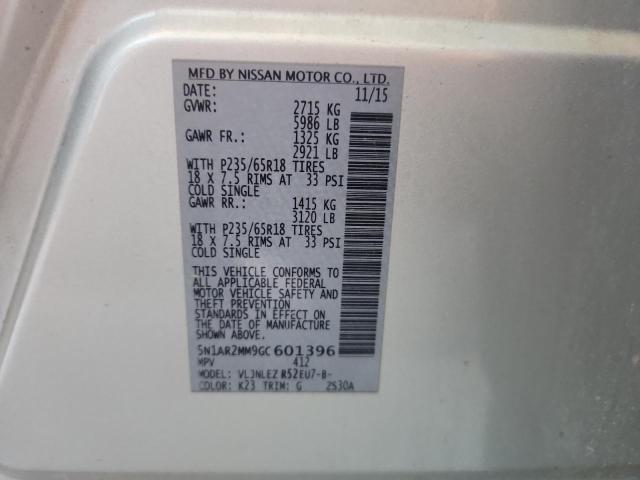 MFD BY NISSAN MOTOR CO., LTD.
DATE: 11/15
GVWR: 2715 KG
5986 LB
GAWR FR.: 1325 KG
2921 LB
WITH P235/65R18 TIRES
18 X 7.5 RIMS AT 33 PSI
COLD SINGLE
GAWR RR.: 1415 KG
3120 LB
WITH P235/65R18 TIRES
18 X 7.5 RIMS AT 33 PSI
COLD SINGLE
THIS VEHICLE CONFORMS TO
ALL APPLICABLE FEDERAL
MOTOR VEHICLE SAFETY AND
THEFT PREVENTION
STANDARDS IN EFFECT ON
THE DATE OF MANUFACTURE
SHOWN ABOVE.
5N1AR2MM9GC601396
MPV 412
MODEL: VLJNLEZ R52EU7-B-
COLOR: K23 TRIM: G 2S30A